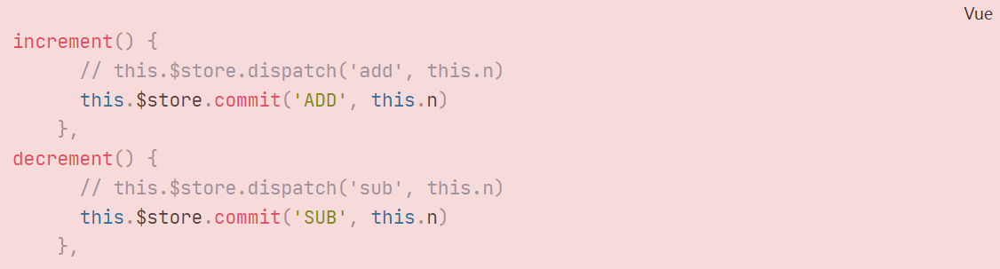 Vue
increment() {
      // this.$store.dispatch('add', this.n)
      this.$store.commit('ADD', this.n)
    },
decrement() {
      // this.$store.dispatch('sub', this.n)
      this.$store.commit('SUB', this.n)
    },